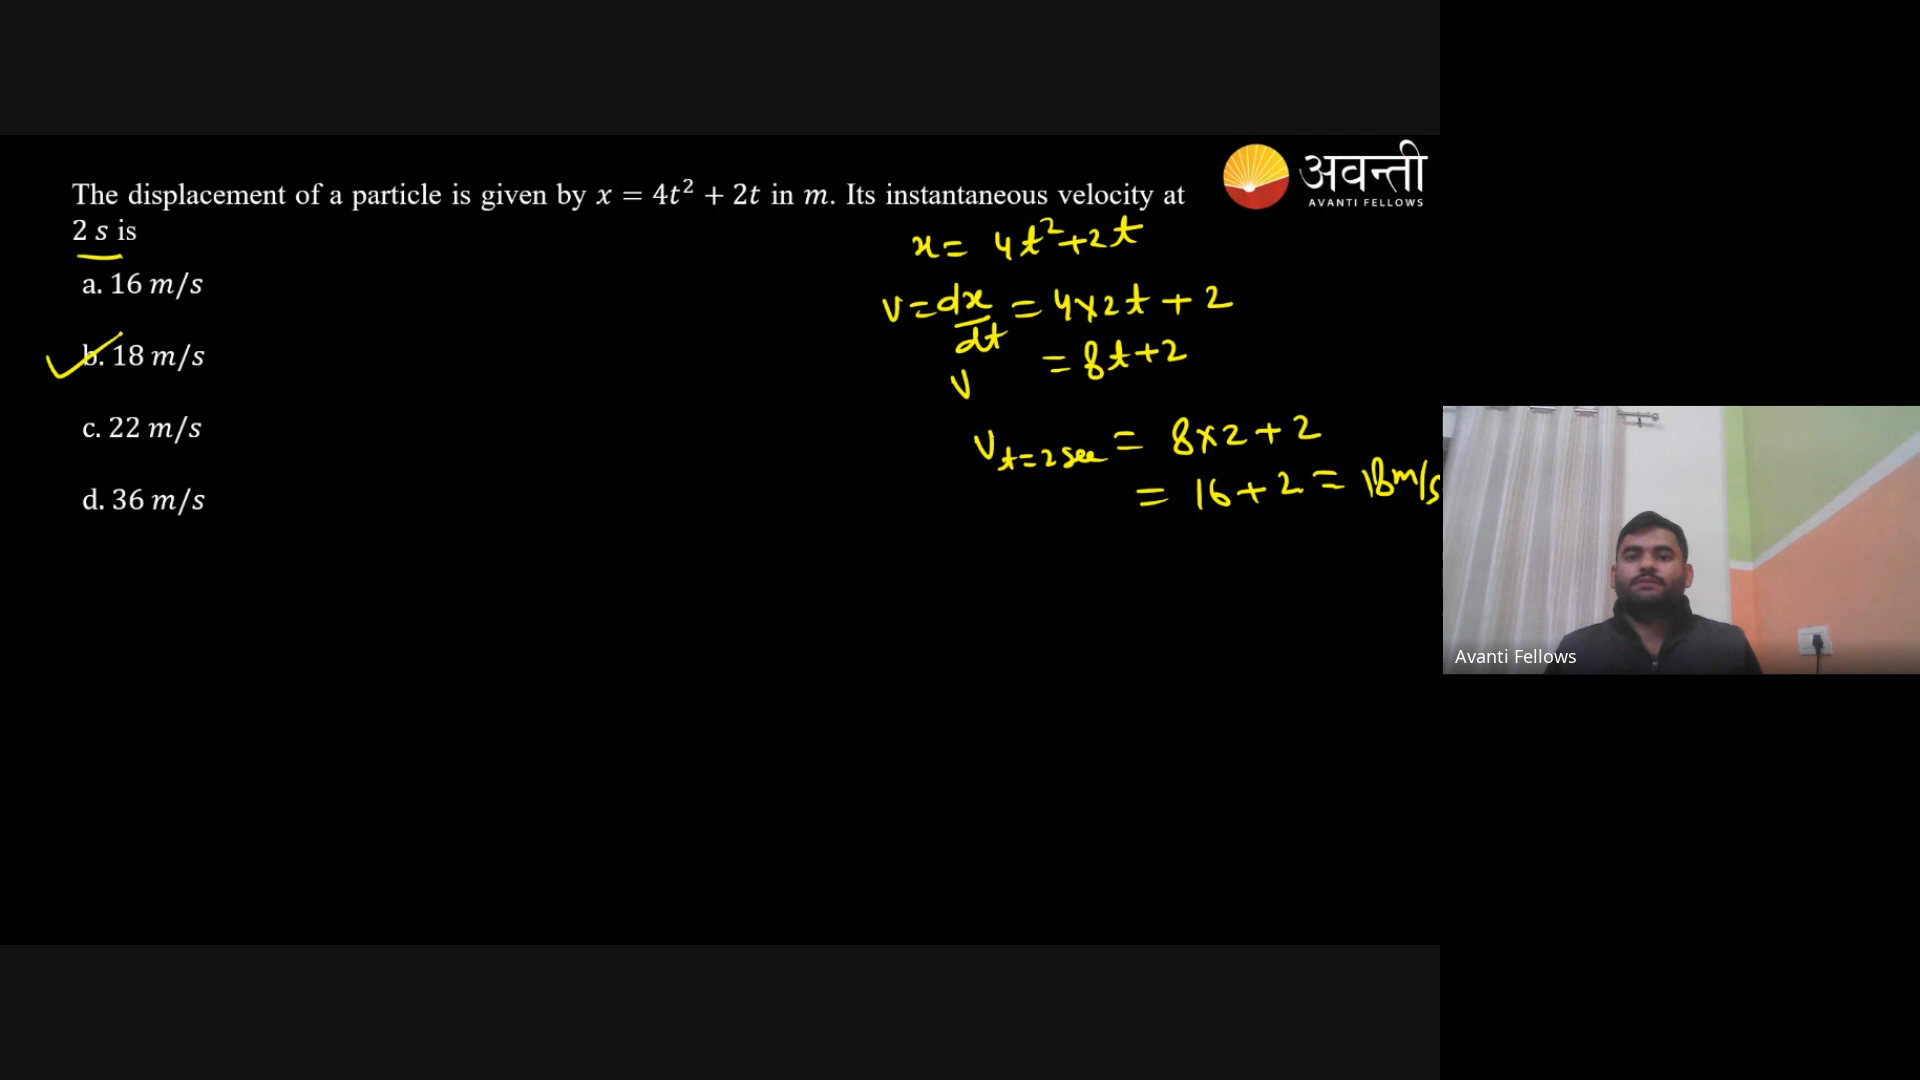 The displacement of a particle is given by x = 4t² + 2t in m. Its instantaneous velocity at
2 s is
a. 16 m/s
b. 18 m/s
c. 22 m/s
d. 36 m/s
अवन्ती
AVANTI FELLOWS
x = 4t²+2t
v = dx/dt = 4×2t + 2
v = 8t+2
v t=2sec = 8×2+2
= 16+2 = 18m/s
Avanti Fellows